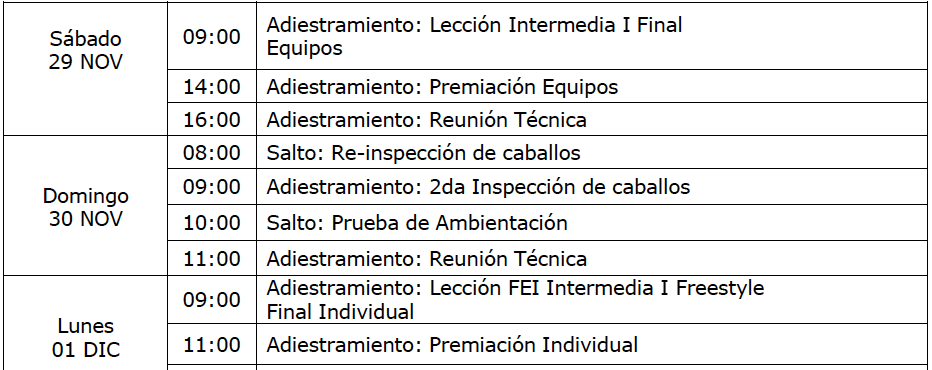 Sábado
29 NOV
09:00
Adiestramiento: Lección Intermedia I Final
Equipos
14:00
Adiestramiento: Premiación Equipos
16:00
Adiestramiento: Reunión Técnica
Domingo
30 NOV
08:00
Salto: Re-inspección de caballos
09:00
Adiestramiento: 2da Inspección de caballos
10:00
Salto: Prueba de Ambientación
11:00
Adiestramiento: Reunión Técnica
Lunes
01 DIC
09:00
Adiestramiento: Lección FEI Intermedia I Freestyle
Final Individual
11:00
Adiestramiento: Premiación Individual